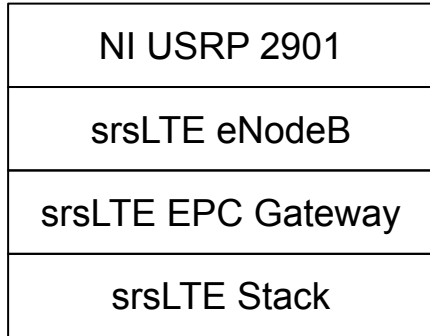 NI USRP 2901
srsLTE eNodeB
srsLTE EPC Gateway
srsLTE Stack